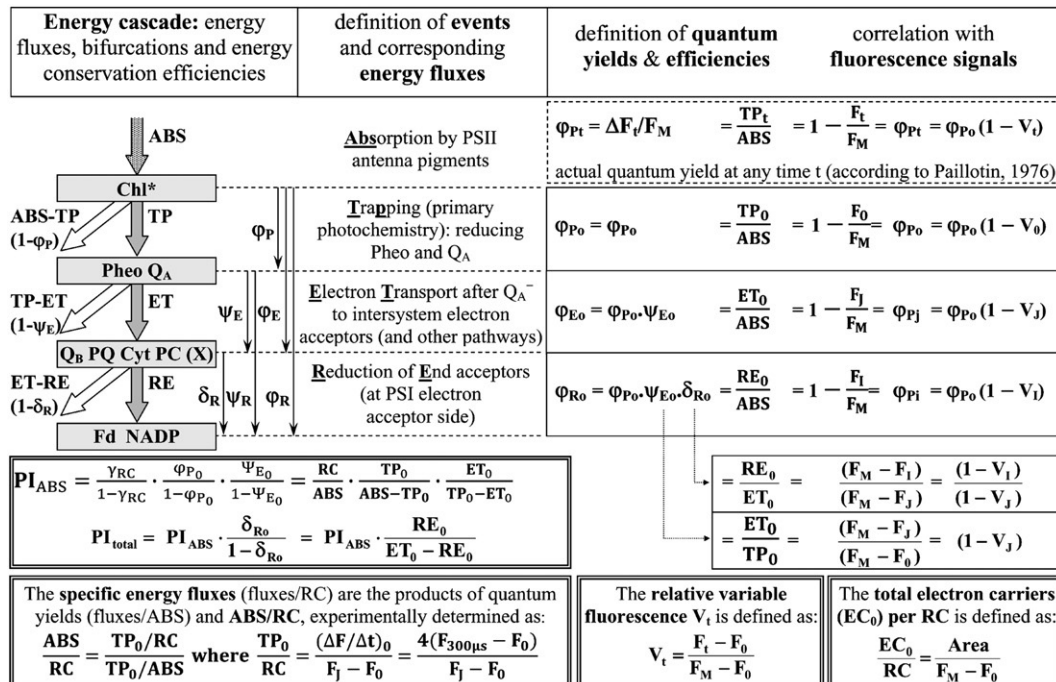 Energy cascade: energy
fluxes, bifurcations and energy
conservation efficiencies
definition of events
and corresponding
energy fluxes
definition of quantum
yields & efficiencies
correlation with
fluorescence signals
ABS
Chl*
ABS-TP
(1-φP)
TP
Pheo QA
TP-ET
(1-ψE)
ET
QB PQ Cyt PC (X)
ET-RE
(1-δR)
RE
Fd NADP
φP
ψE
φE
δR
ψR
φR
Absorption by PSII
antenna pigments
Trapping (primary
photochemistry): reducing
Pheo and QA
Electron Transport after QA⁻
to intersystem electron
acceptors (and other pathways)
Reduction of End acceptors
(at PSI electron
acceptor side)
φPt = ΔFt/FM = TPt/ABS = 1 − Ft/FM = φPt = φPo (1 − Vt)
actual quantum yield at any time t (according to Paillotin, 1976)
φPo = φPo = TP0/ABS = 1 − F0/FM = φPo = φPo (1 − V0)
φEo = φPo.ψEo = ET0/ABS = 1 − FJ/FM = φPj = φPo (1 − VJ)
φRo = φPo.ψEo.δRo = RE0/ABS = 1 − FI/FM = φPi = φPo (1 − VI)
= RE0/ET0 = (FM − FI)/(FM − FJ) = (1 − VI)/(1 − VJ)
= ET0/TP0 = (FM − FJ)/(FM − F0) = (1 − VJ)
PIABS = γRC/1−γRC · φP0/1−φP0 · ΨE0/1−ΨE0 = RC/ABS · TP0/ABS−TP0 · ET0/TP0−ET0
PItotal = PIABS · δRo/1 − δRo = PIABS · RE0/ET0 − RE0
The specific energy fluxes (fluxes/RC) are the products of quantum
yields (fluxes/ABS) and ABS/RC, experimentally determined as:
ABS/RC = TP0/RC/TP0/ABS where TP0/RC = (ΔF/Δt)0/FJ − F0 = 4(F300μs − F0)/FJ − F0
The relative variable
fluorescence Vt is defined as:
Vt = Ft − F0/FM − F0
The total electron carriers
(EC0) per RC is defined as:
EC0/RC = Area/FM − F0